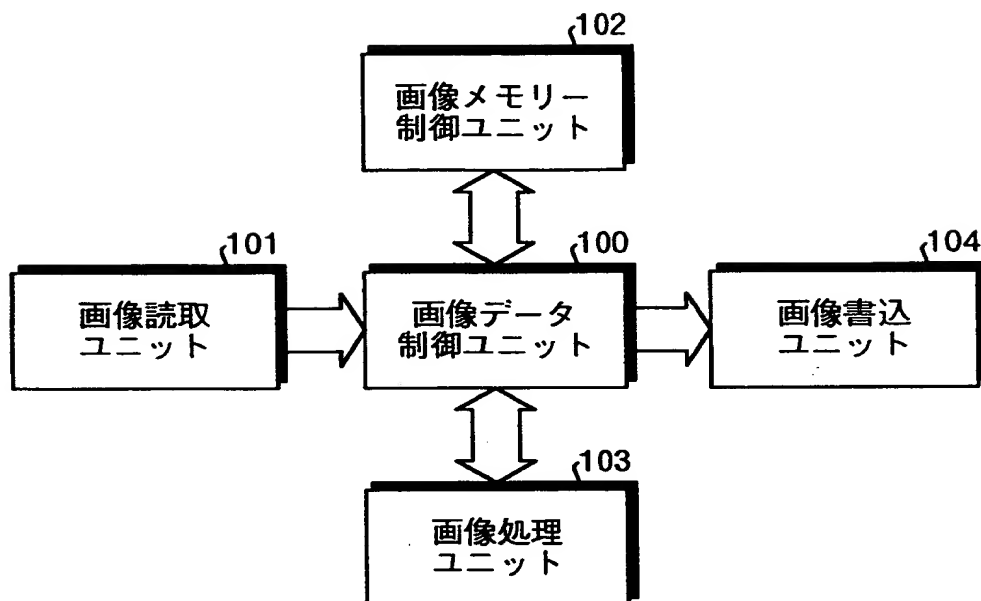 102
画像メモリー
制御ユニット
101
画像読取
ユニット
100
画像データ
制御ユニット
104
画像書込
ユニット
103
画像処理
ユニット